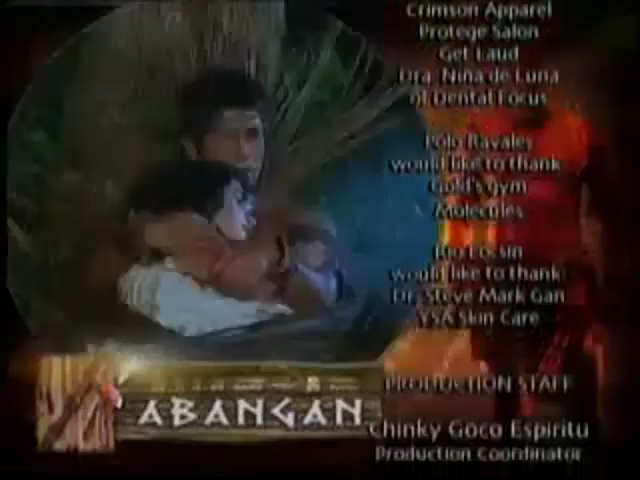 Crimson Apparel
Protege Salon
Get Laud
Dra. Niña de Luna
of Dental Focus
Polo Ravales
would like to thank
Gold's gym
Molecules
Rio Locsin
would like to thank
Dr. Steve Mark Gan
YSA Skin Care
ABANGAN
PRODUCTION STAFF
Chinky Goco Espiritu
Production Coordinator